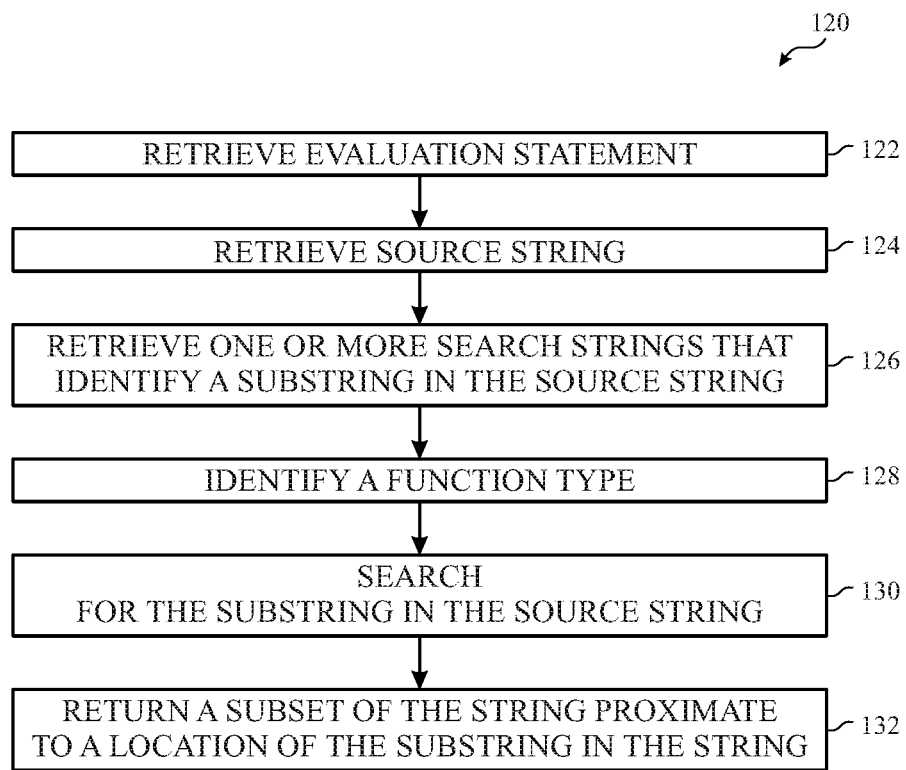 120
RETRIEVE EVALUATION STATEMENT
122
RETRIEVE SOURCE STRING
124
RETRIEVE ONE OR MORE SEARCH STRINGS THAT
IDENTIFY A SUBSTRING IN THE SOURCE STRING
126
IDENTIFY A FUNCTION TYPE
128
SEARCH
FOR THE SUBSTRING IN THE SOURCE STRING
130
RETURN A SUBSET OF THE STRING PROXIMATE
TO A LOCATION OF THE SUBSTRING IN THE STRING
132